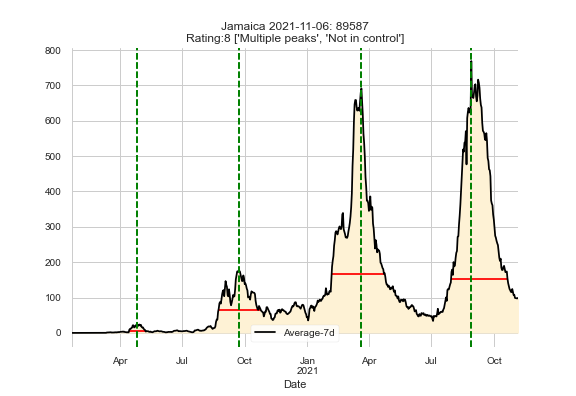 Jamaica 2021-11-06: 89587
Rating:8 ['Multiple peaks', 'Not in control']
800
700
600
500
400
300
200
100
0
Average-7d
Apr Jul Oct Jan Apr Jul Oct
2021
Date